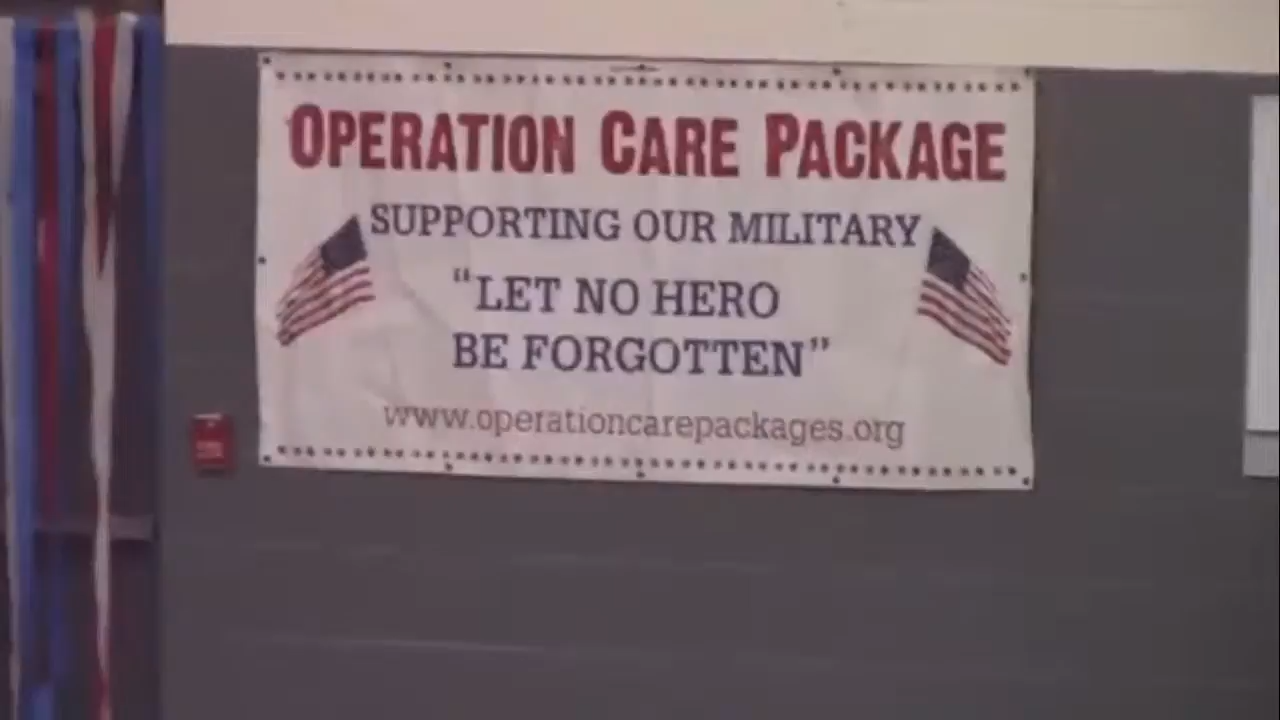 OPERATION CARE PACKAGE
SUPPORTING OUR MILITARY
“LET NO HERO
BE FORGOTTEN”
www.operationcarepackages.org